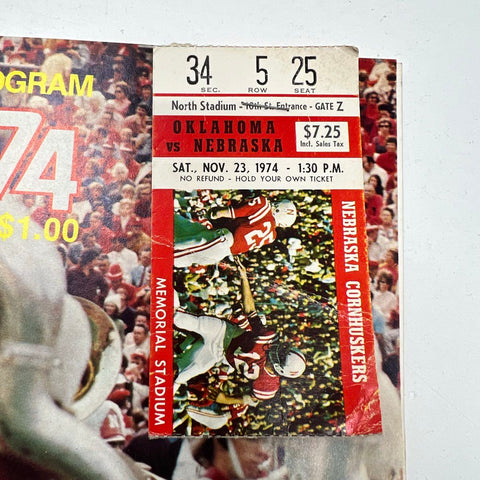 OGRAM
74
$1.00
34 5 25
SEC. ROW SEAT
North Stadium - 10th St. Entrance - GATE Z
OKLAHOMA
VS NEBRASKA
$7.25
Incl. Sales Tax
SAT., NOV. 23, 1974 - 1:30 P.M.
NO REFUND - HOLD YOUR OWN TICKET
MEMORIAL STADIUM
NEBRASKA CORNHUSKERS
25
12